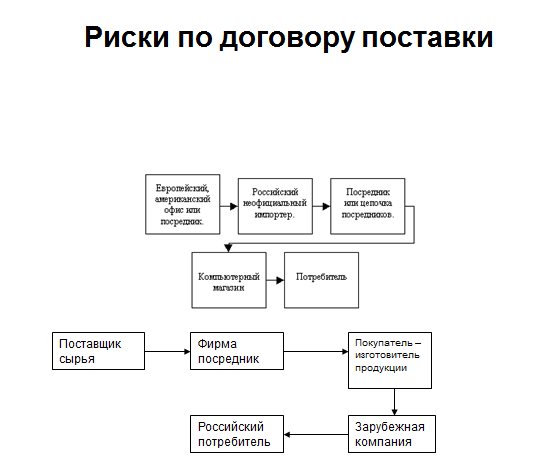 Риски по договору поставки
Европейский,
американский
офис или
посредник.
Российский
неофициальный
импортер.
Посредник
или цепочка
посредников.
Компьютерный
магазин
Потребитель
Поставщик
сырья
Фирма
посредник
Покупатель –
изготовитель
продукции
Российский
потребитель
Зарубежная
компания